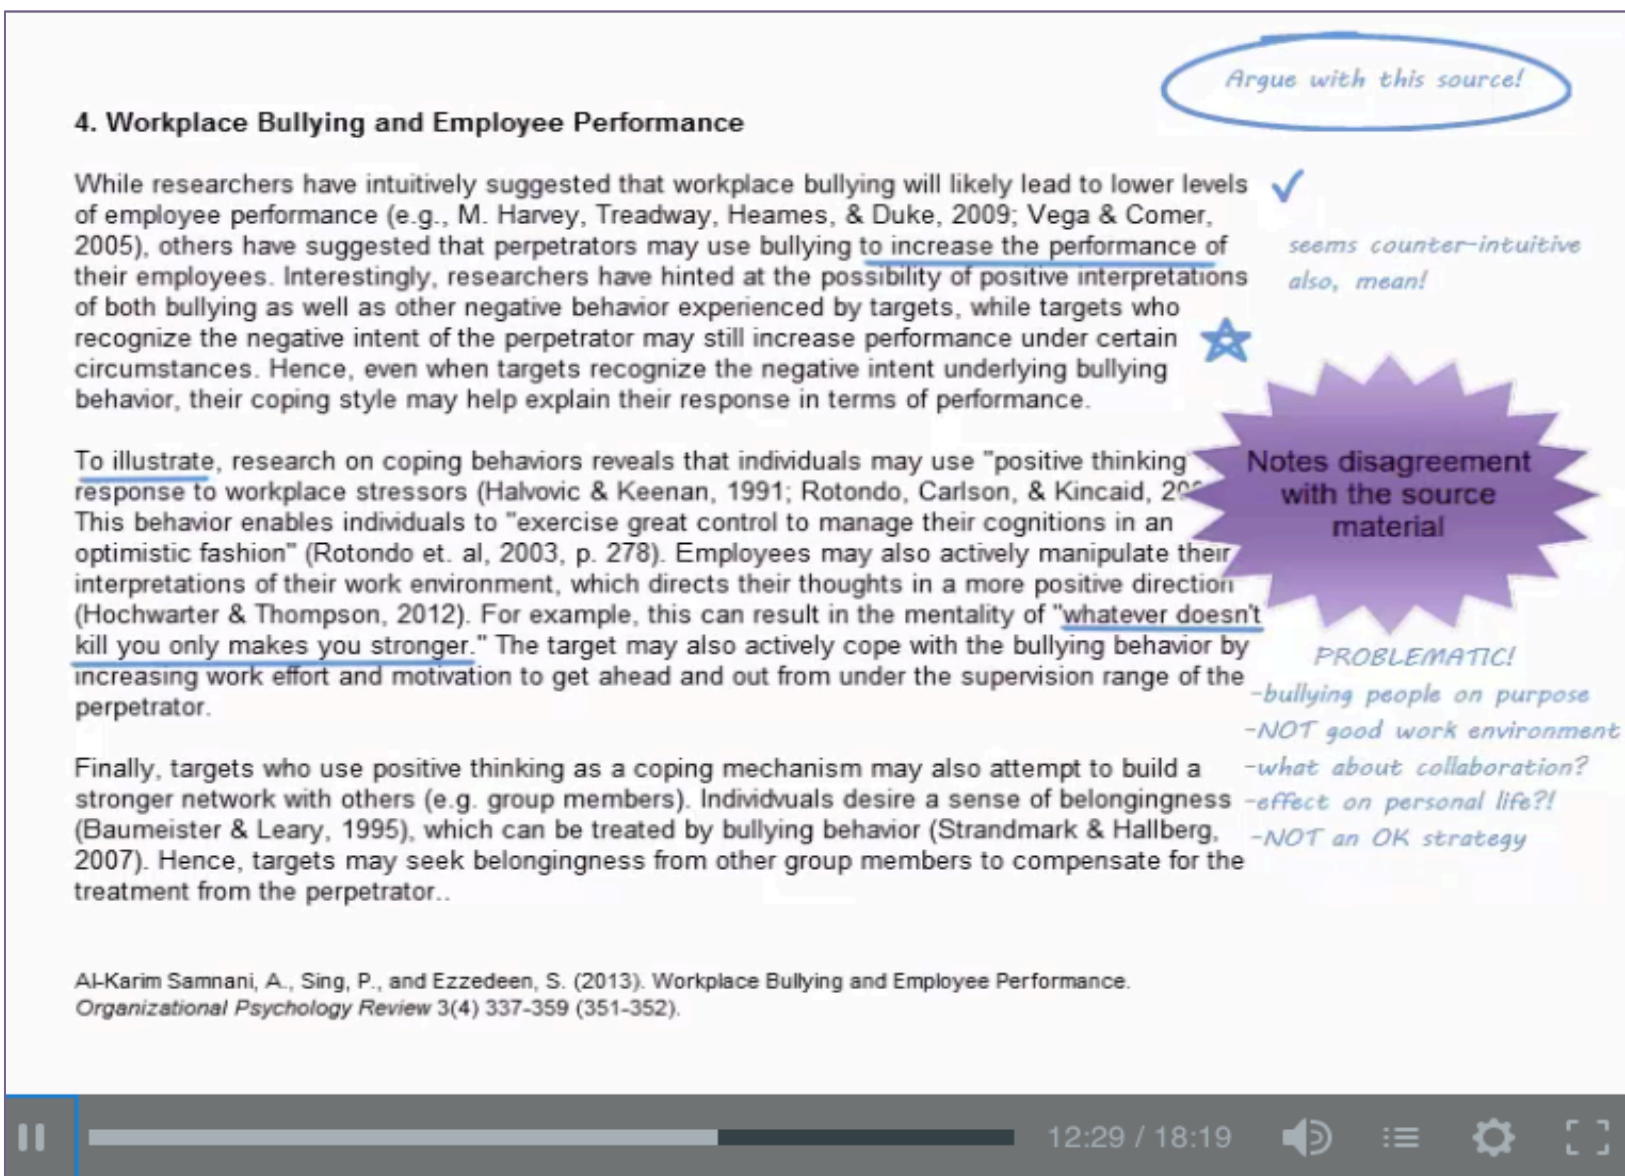 Argue with this source!
4. Workplace Bullying and Employee Performance
While researchers have intuitively suggested that workplace bullying will likely lead to lower levels
of employee performance (e.g., M. Harvey, Treadway, Heames, & Duke, 2009; Vega & Comer,
2005), others have suggested that perpetrators may use bullying to increase the performance of
their employees. Interestingly, researchers have hinted at the possibility of positive interpretations
of both bullying as well as other negative behavior experienced by targets, while targets who
recognize the negative intent of the perpetrator may still increase performance under certain
circumstances. Hence, even when targets recognize the negative intent underlying bullying
behavior, their coping style may help explain their response in terms of performance.
seems counter-intuitive
also, mean!
To illustrate, research on coping behaviors reveals that individuals may use "positive thinking
response to workplace stressors (Halvovic & Keenan, 1991; Rotondo, Carlson, & Kincaid,
This behavior enables individuals to "exercise great control to manage their cognitions in an
optimistic fashion" (Rotondo et. al, 2003, p. 278). Employees may also actively manipulate their
interpretations of their work environment, which directs their thoughts in a more positive direction
(Hochwarter & Thompson, 2012). For example, this can result in the mentality of "whatever doesn't
kill you only makes you stronger." The target may also actively cope with the bullying behavior by
increasing work effort and motivation to get ahead and out from under the supervision range of the
perpetrator.
Notes disagreement
with the source
material
PROBLEMATIC!
-bullying people on purpose
-NOT good work environment
-what about collaboration?
-effect on personal life?!
-NOT an OK strategy
Finally, targets who use positive thinking as a coping mechanism may also attempt to build a
stronger network with others (e.g. group members). Individvuals desire a sense of belongingness
(Baumeister & Leary, 1995), which can be treated by bullying behavior (Strandmark & Hallberg,
2007). Hence, targets may seek belongingness from other group members to compensate for the
treatment from the perpetrator..
Al-Karim Samnani, A., Sing, P., and Ezzedeen, S. (2013). Workplace Bullying and Employee Performance.
Organizational Psychology Review 3(4) 337-359 (351-352).
12:29 / 18:19